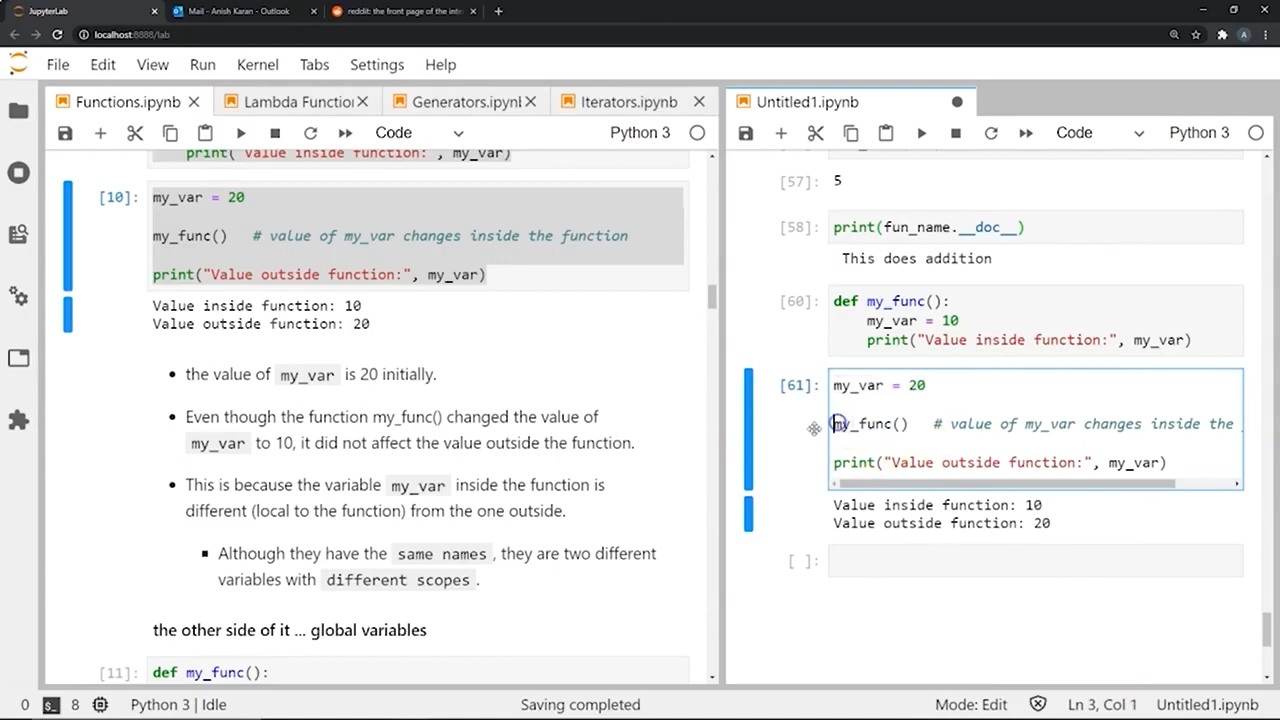 JupyterLab
Mail - Anish Karan - Outlook
reddit: the front page of the inte
localhost:8888/lab
A
File Edit View Run Kernel Tabs Settings Help
Functions.ipynb
Lambda Function
Generators.ipynb
Iterators.ipynb
Untitled1.ipynb
Code
Python 3
Code
Python 3
print("Value inside function:", my_var)
[10]:
my_var = 20
my_func() # value of my_var changes inside the function
print("Value outside function:", my_var)
Value inside function: 10
Value outside function: 20
the value of my_var is 20 initially.
Even though the function my_func() changed the value of
my_var to 10, it did not affect the value outside the function.
This is because the variable my_var inside the function is
different (local to the function) from the one outside.
Although they have the same names , they are two different
variables with different scopes .
the other side of it ... global variables
[11]:
def my_func():
[57]:
5
[58]:
print(fun_name.__doc__)
This does addition
[60]:
def my_func():
my_var = 10
print("Value inside function:", my_var)
[61]:
my_var = 20
my_func() # value of my_var changes inside the
print("Value outside function:", my_var)
Value inside function: 10
Value outside function: 20
[ ]:
0 8 Python 3 | Idle Saving completed Mode: Edit Ln 3, Col 1 Untitled1.ipynb